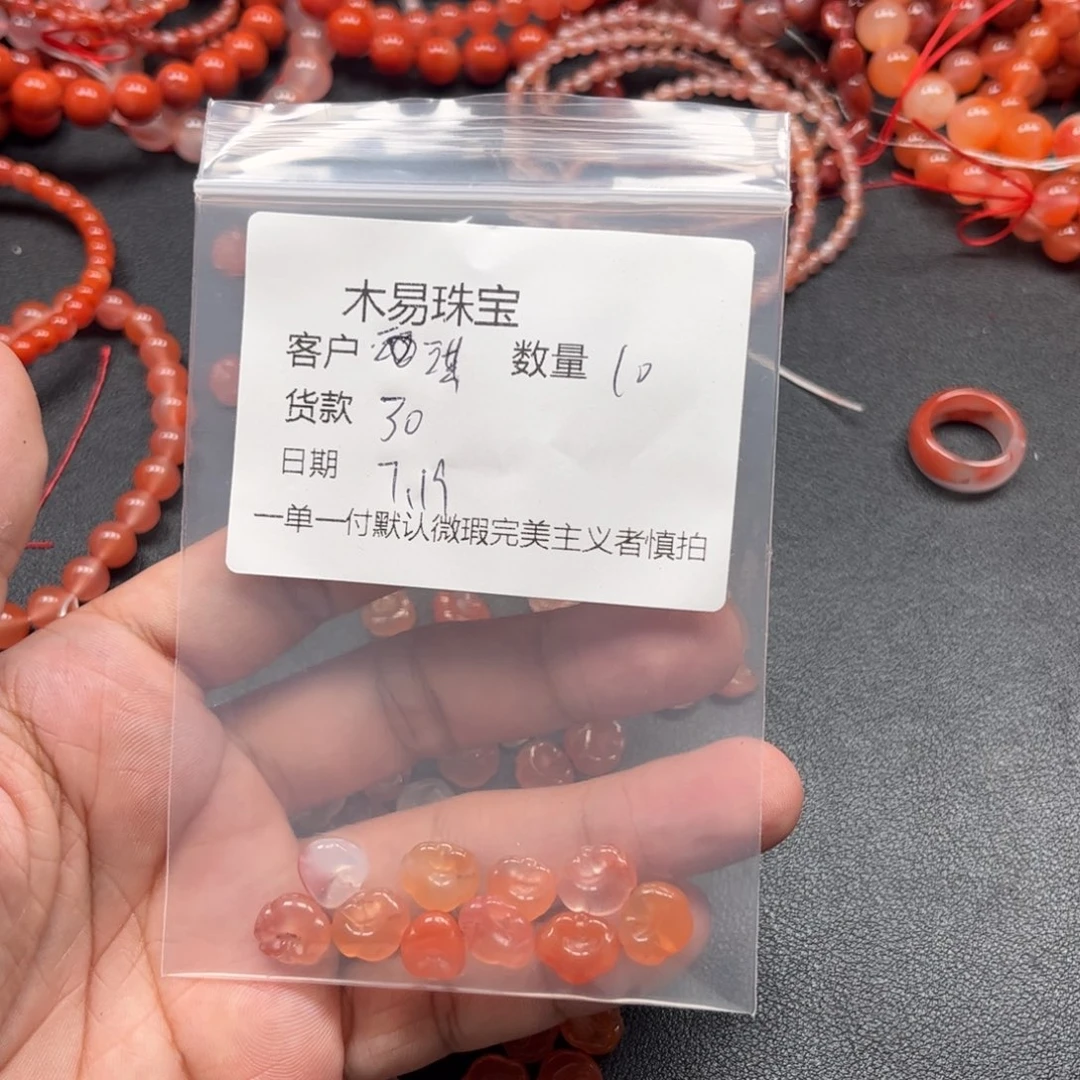 木易珠宝
客户 琪 数量 10
货款 30
日期 7.19
一单一付默认微瑕完美主义者慎拍